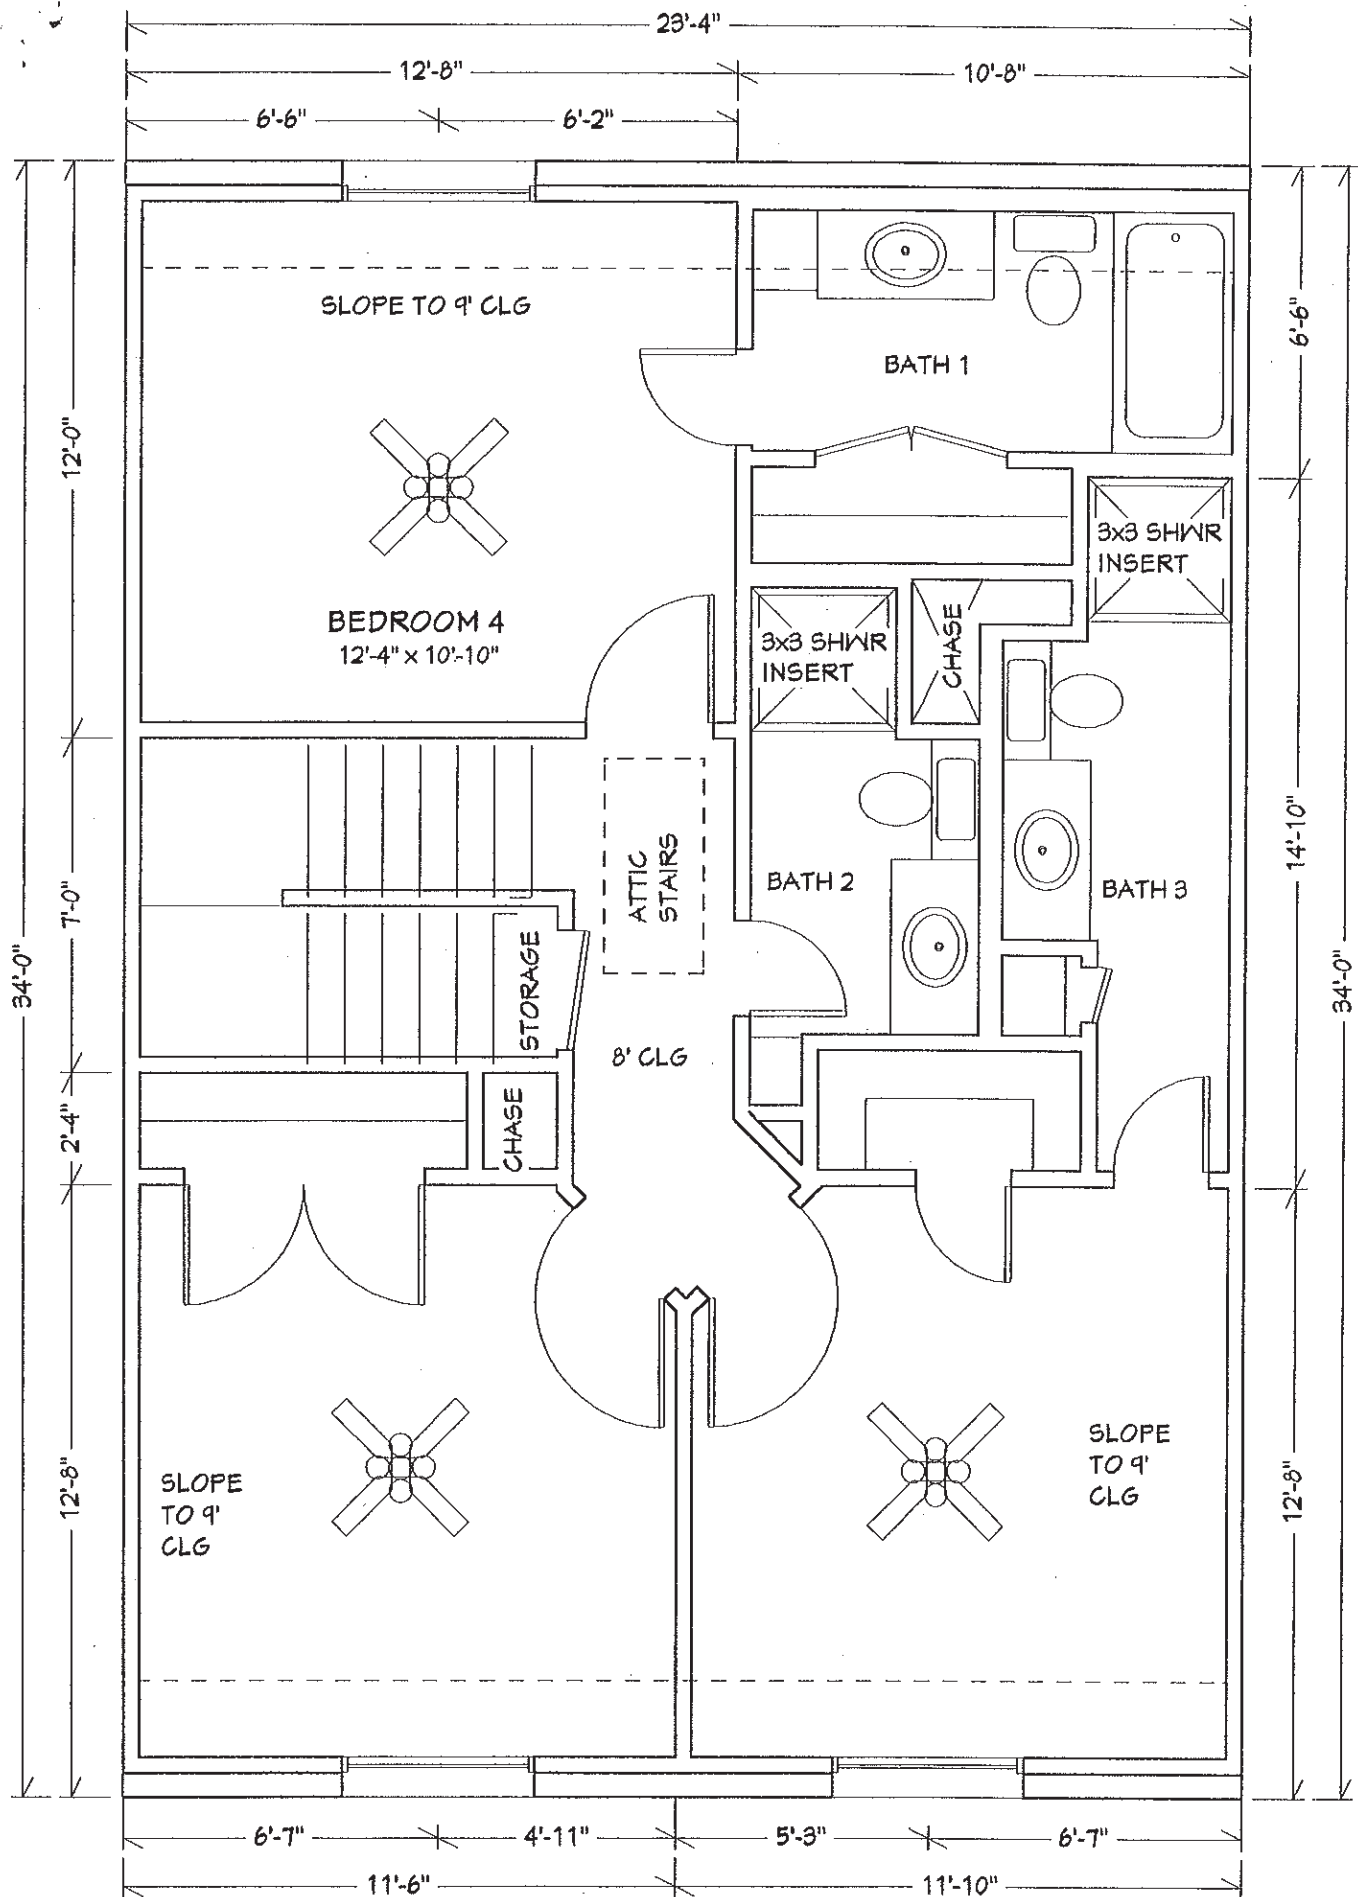 23'-4"
12'-8"
10'-8"
6'-6"
6'-2"
SLOPE TO 9' CLG
BATH 1
6'-6"
12'-0"
3x3 SHWR
INSERT
BEDROOM 4
12'-4" x 10'-10"
3x3 SHWR
INSERT
CHASE
ATTIC
STAIRS
BATH 2
BATH 3
14'-10"
7'-0"
34'-0"
34'-0"
STORAGE
8' CLG
2'-4"
CHASE
SLOPE
TO 9'
CLG
SLOPE
TO 9'
CLG
12'-8"
12'-8"
6'-7"
4'-11"
5'-3"
6'-7"
11'-6"
11'-10"